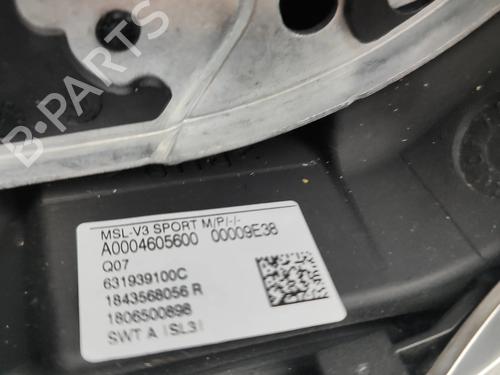 B-PARTS
MSL-V3 SPORT M/P/-/-
A0004605600 00009E38
Q07
631939100C
1843568056 R
1806500898
SWT A |SL3|